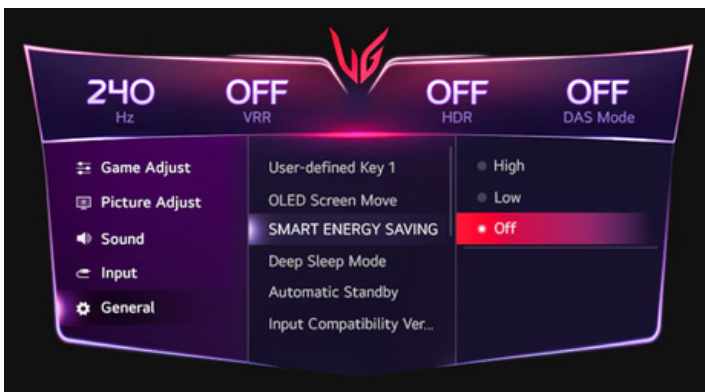 240
Hz
OFF
VRR
OFF
HDR
OFF
DAS Mode
Game Adjust
Picture Adjust
Sound
Input
General
User-defined Key 1
OLED Screen Move
SMART ENERGY SAVING
Deep Sleep Mode
Automatic Standby
Input Compatibility Ver...
High
Low
Off